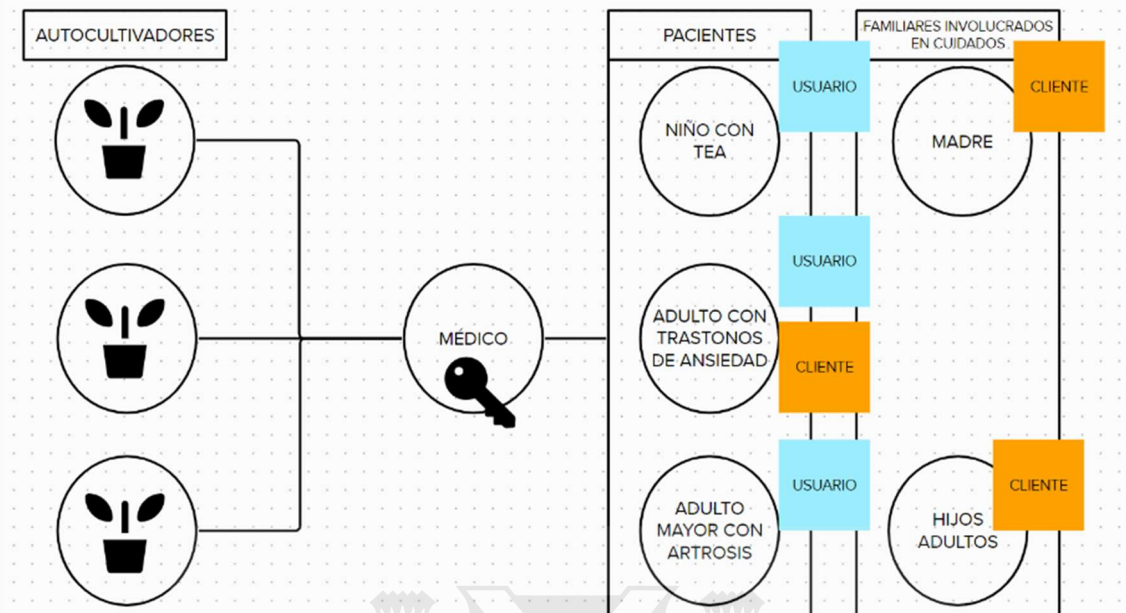 AUTOCULTIVADORES
PACIENTES
FAMILIARES INVOLUCRADOS
EN CUIDADOS
USUARIO
CLIENTE
NIÑO CON
TEA
MADRE
USUARIO
MÉDICO
ADULTO CON
TRASTONOS
DE ANSIEDAD
CLIENTE
USUARIO
CLIENTE
ADULTO
MAYOR CON
ARTROSIS
HIJOS
ADULTOS